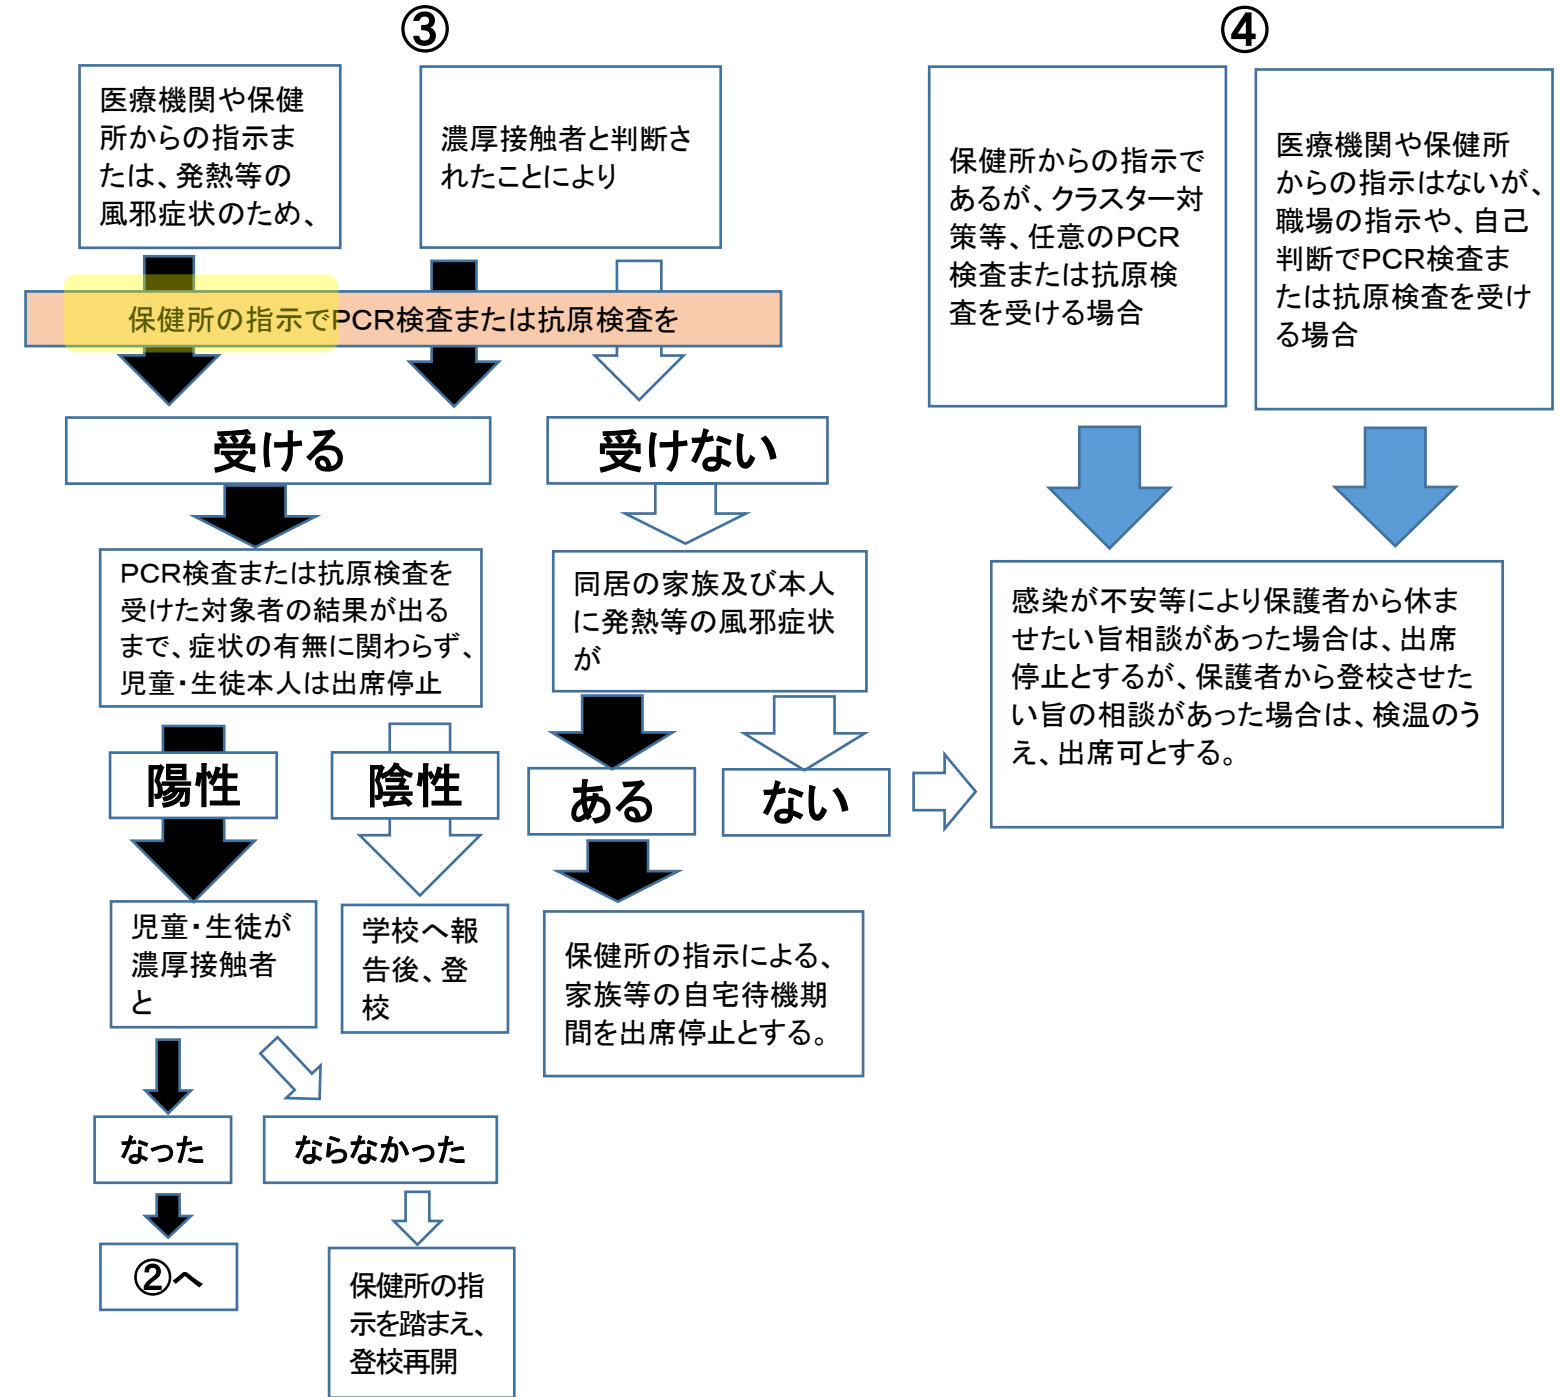 ③
医療機関や保健
所からの指示ま
たは、発熱等の
風邪症状のため、
濃厚接触者と判断さ
れたことにより
保健所の指示でPCR検査または抗原検査を
受ける
受けない
PCR検査または抗原検査を
受けた対象者の結果が出る
まで、症状の有無に関わらず、
児童・生徒本人は出席停止
同居の家族及び本人
に発熱等の風邪症状
が
陽性
陰性
ある
ない
児童・生徒が
濃厚接触者
と
学校へ報
告後、登
校
保健所の指示による、
家族等の自宅待機期
間を出席停止とする。
なった
ならなかった
②へ
保健所の指
示を踏まえ、
登校再開
④
保健所からの指示で
あるが、クラスター対
策等、任意のPCR
検査または抗原検
査を受ける場合
医療機関や保健所
からの指示はないが、
職場の指示や、自己
判断でPCR検査ま
たは抗原検査を受け
る場合
感染が不安等により保護者から休ま
せたい旨相談があった場合は、出席
停止とするが、保護者から登校させた
い旨の相談があった場合は、検温のう
え、出席可とする。